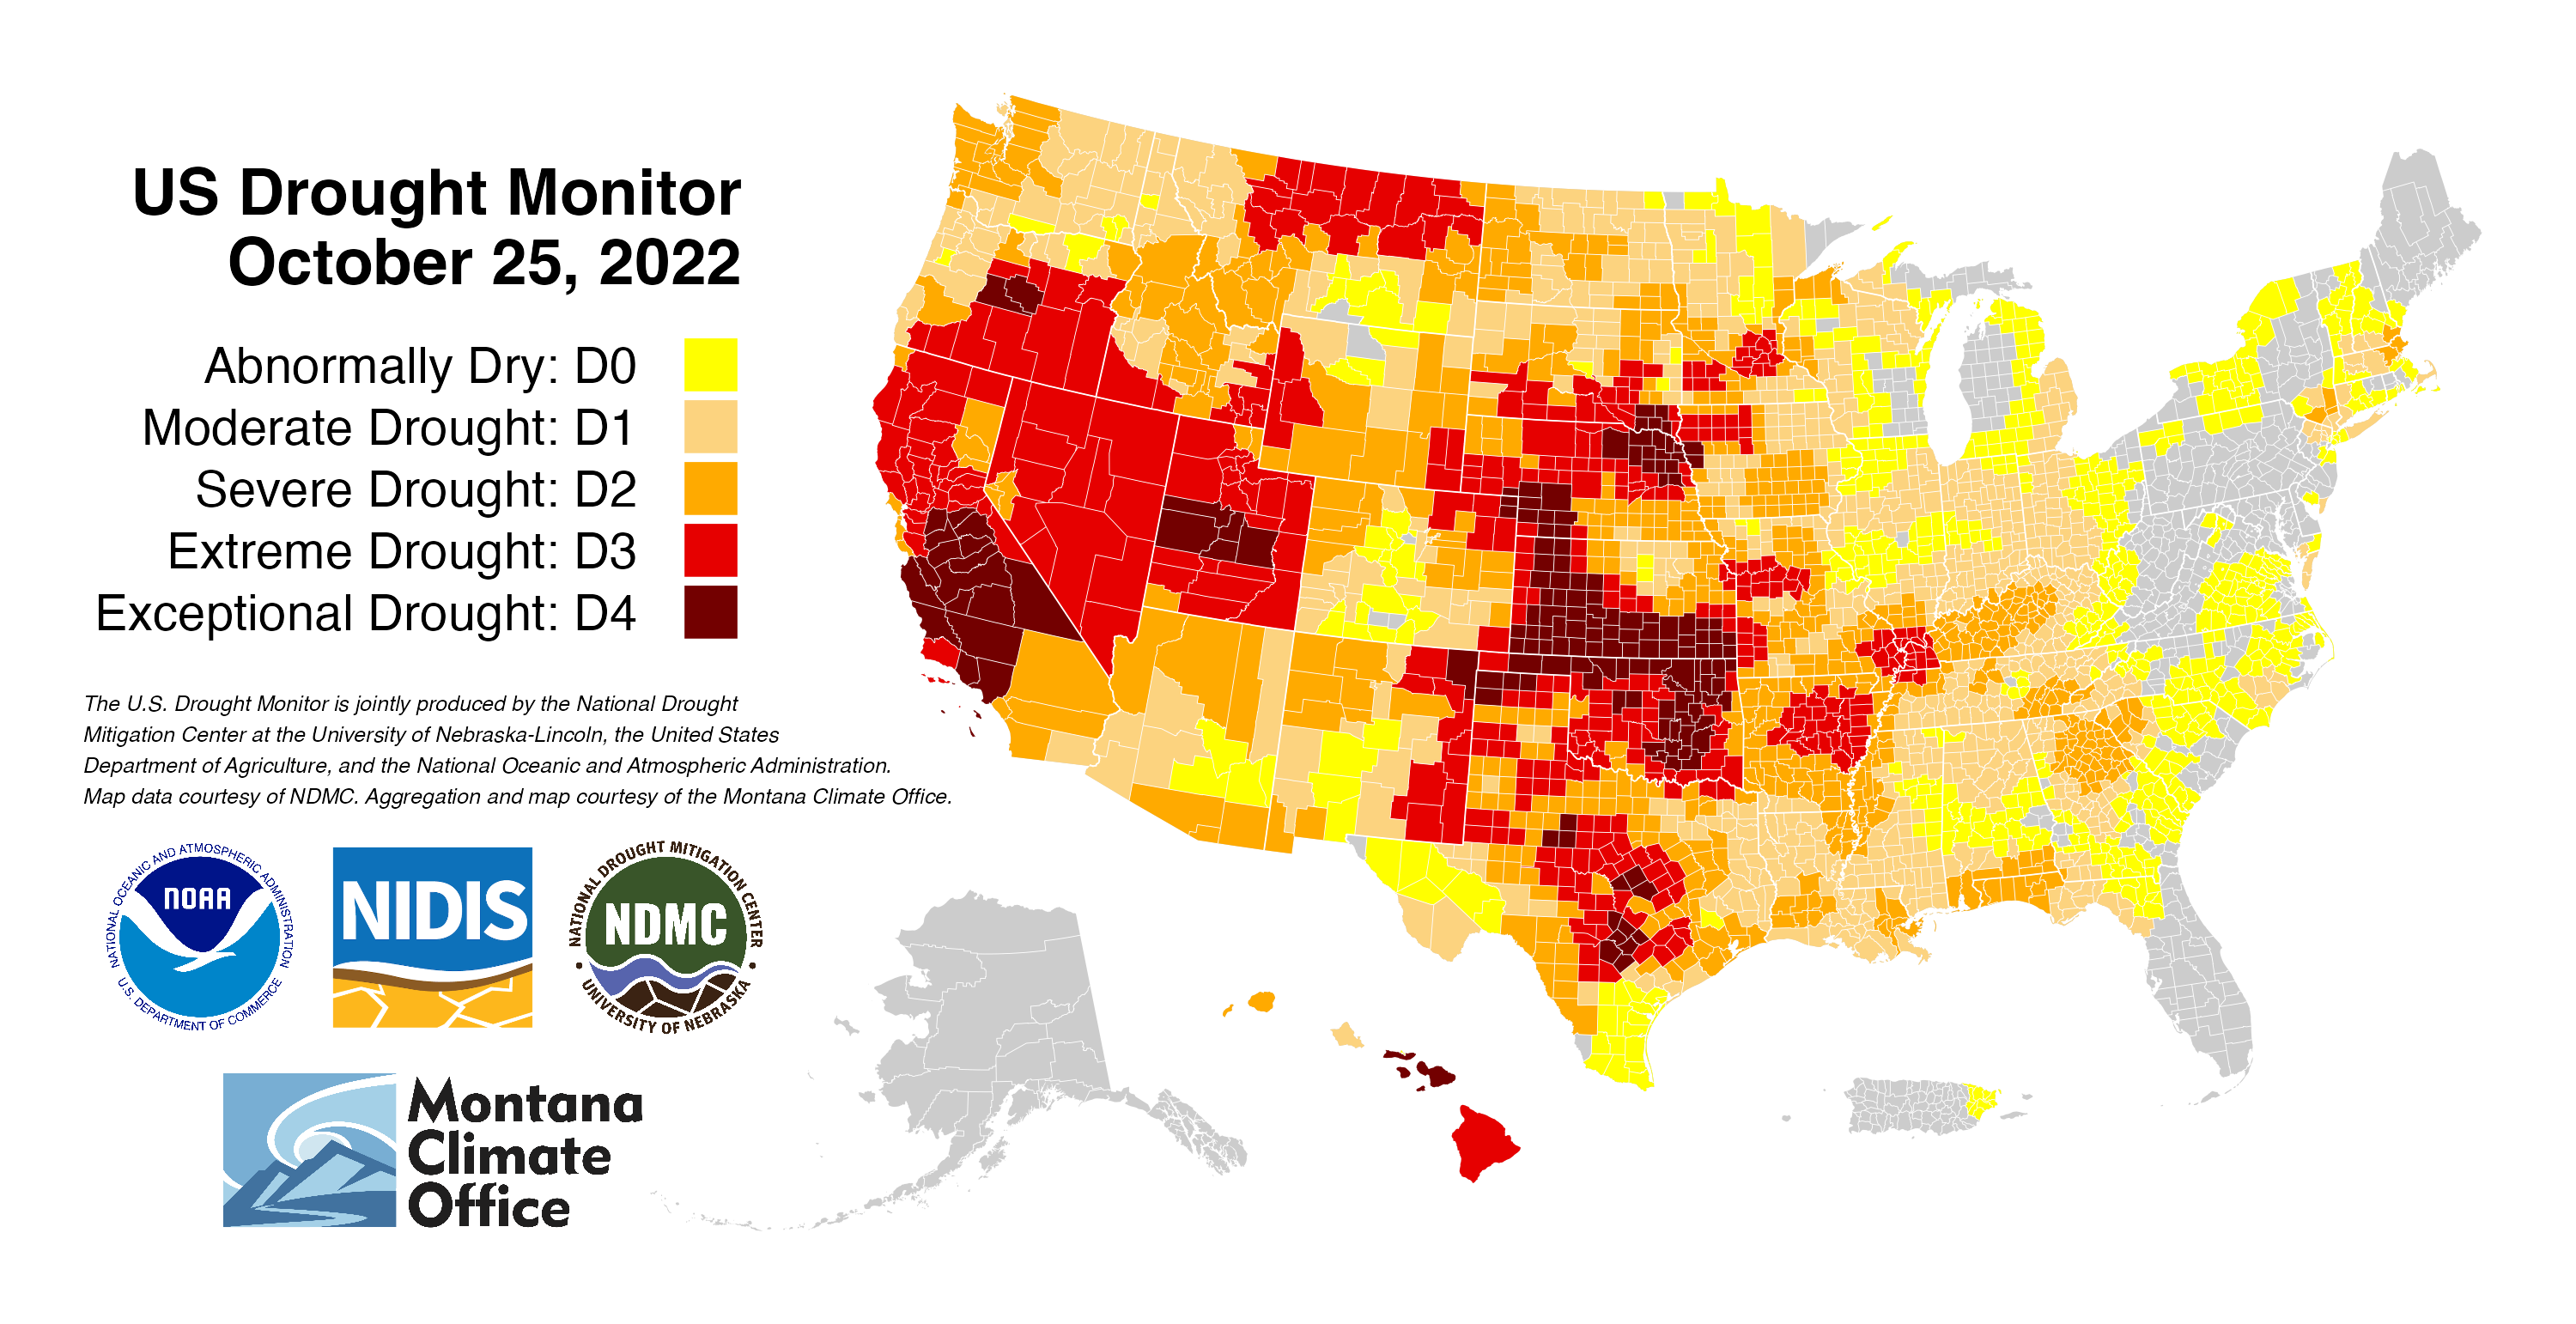 US Drought Monitor
October 25, 2022
Abnormally Dry: D0
Moderate Drought: D1
Severe Drought: D2
Extreme Drought: D3
Exceptional Drought: D4
The U.S. Drought Monitor is jointly produced by the National Drought
Mitigation Center at the University of Nebraska-Lincoln, the United States
Department of Agriculture, and the National Oceanic and Atmospheric Administration.
Map data courtesy of NDMC. Aggregation and map courtesy of the Montana Climate Office.
NATIONAL OCEANIC AND ATMOSPHERIC ADMINISTRATION
NOAA
U.S. DEPARTMENT OF COMMERCE
NIDIS
NATIONAL DROUGHT MITIGATION CENTER
NDMC
UNIVERSITY OF NEBRASKA
Montana
Climate
Office